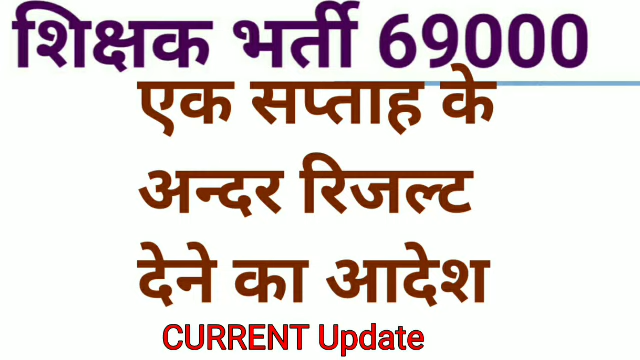 शिक्षक भर्ती 69000
एक सप्ताह के
अन्दर रिजल्ट
देने का आदेश
CURRENT Update